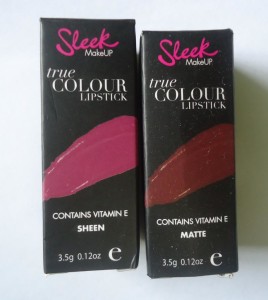 Sleek
MakeUP
true
COLOUR
LIPSTICK
CONTAINS VITAMIN E
SHEEN
3.5g 0.12oz e
Sleek
MakeUP.
true
COLOUR
LIPSTICK
CONTAINS VITAMIN E
MATTE
3.5g 0.12oz e